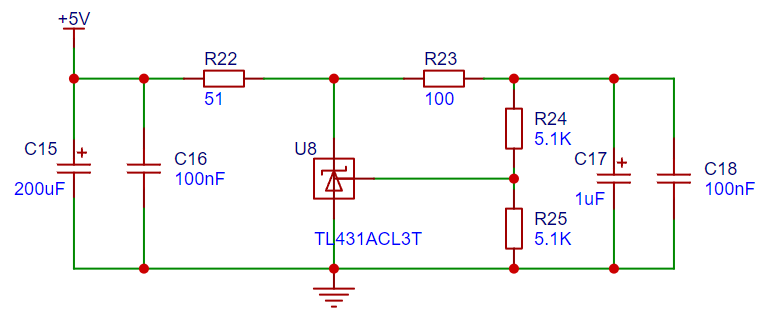 +5V
R22
51
R23
100
R24
5.1K
C15
+
200uF
C16
100nF
U8
C17
+
1uF
C18
100nF
R25
5.1K
TL431ACL3T